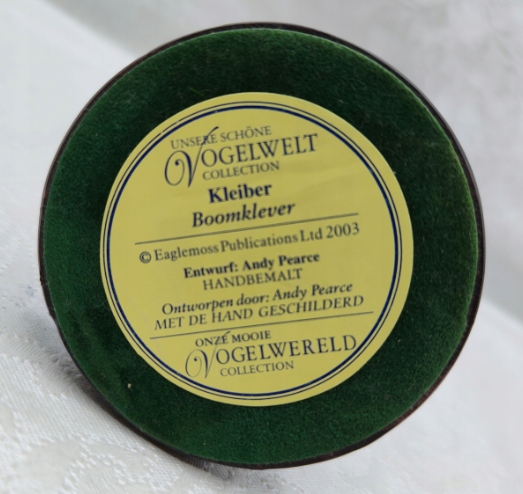 UNSERE SCHÖNE
VOGELWELT
COLLECTION
Kleiber
Boomklever
© Eaglemoss Publications Ltd 2003
Entwurf: Andy Pearce
HANDBEMALT
Ontworpen door: Andy Pearce
MET DE HAND GESCHILDERD
ONZE MOOIE
VOGELWERELD
COLLECTION